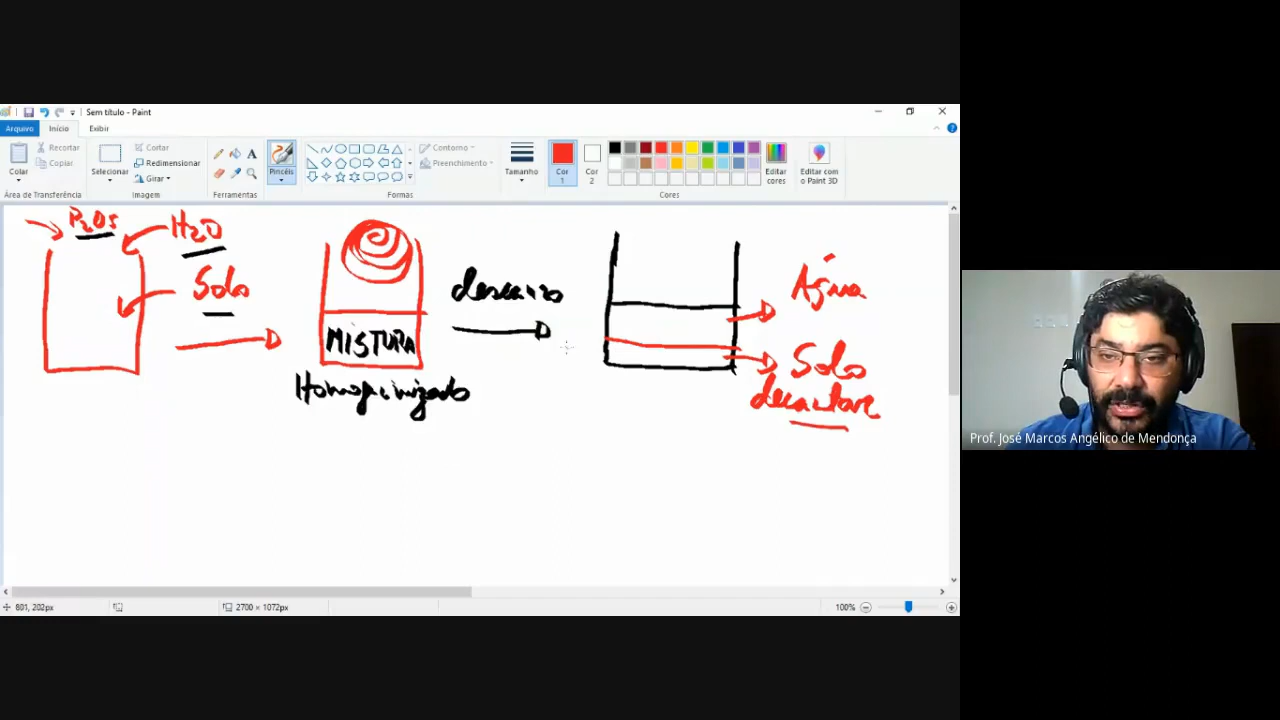 Sem título - Paint
Arquivo
Início
Exibir
Colar
Recortar
Copiar
Área de Transferência
Selecionar
Cortar
Redimensionar
Girar
Imagem
A
Ferramentas
Pincéis
Contorno
Preenchimento
Formas
Tamanho
Cor
1
Cor
2
Editar
cores
Cores
Editar com
o Paint 3D
P2O5
H2O
Solo
MISTURA
Homogeinizado
descanso
Água
Solo
decantou
Prof. José Marcos Angélico de Mendonça
801, 202px
2700 × 1072px
100%